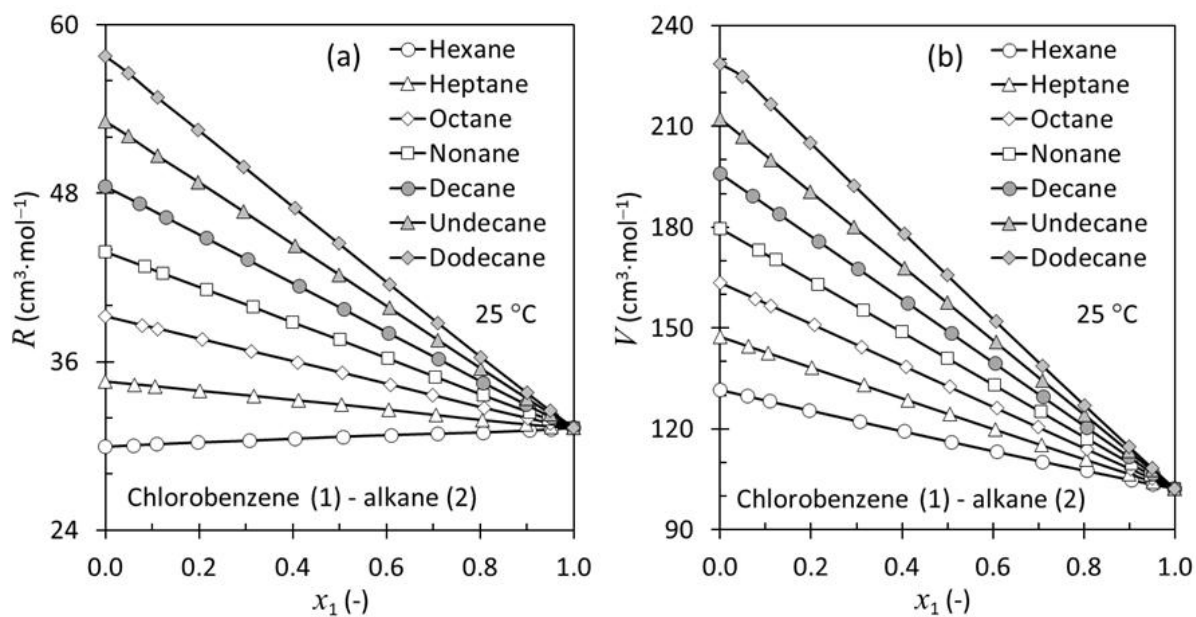 (a)
60
48
36
24
R (cm³·mol⁻¹)
Hexane
Heptane
Octane
Nonane
Decane
Undecane
Dodecane
25 °C
Chlorobenzene (1) - alkane (2)
0.0 0.2 0.4 0.6 0.8 1.0
x₁ (-)
(b)
240
210
180
150
120
90
V (cm³·mol⁻¹)
Hexane
Heptane
Octane
Nonane
Decane
Undecane
Dodecane
25 °C
Chlorobenzene (1) - alkane (2)
0.0 0.2 0.4 0.6 0.8 1.0
x₁ (-)